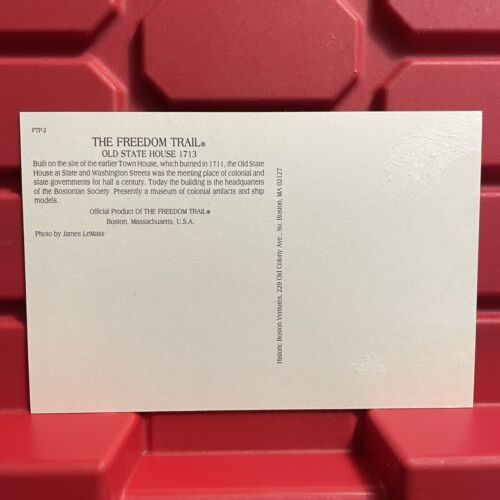 FTP-2
THE FREEDOM TRAIL®
OLD STATE HOUSE 1713
Built on the site of the earlier Town House, which burned in 1711, the Old State
House at State and Washington Streets was the meeting place of colonial and
state governments for half a century. Today the building is the headquarters
of the Bostonian Society. Presently a museum of colonial artifacts and ship
models.
Official Product Of THE FREEDOM TRAIL®
Boston, Massachusetts, U.S.A.
Photo by James LeMass
Historic Boston Ventures, 229 Old Colony Ave., So. Boston, MA 02127